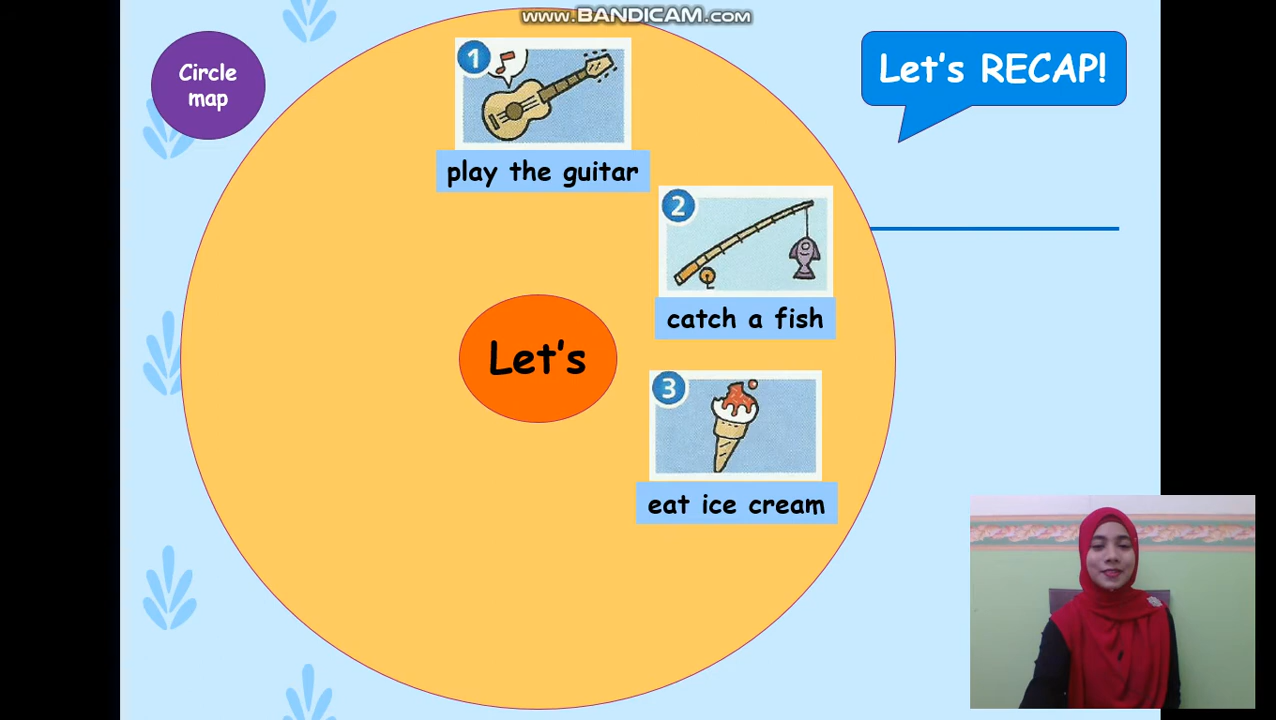 www.BANDICAM.com
Circle
map
Let's RECAP!
1
play the guitar
2
catch a fish
Let's
3
eat ice cream